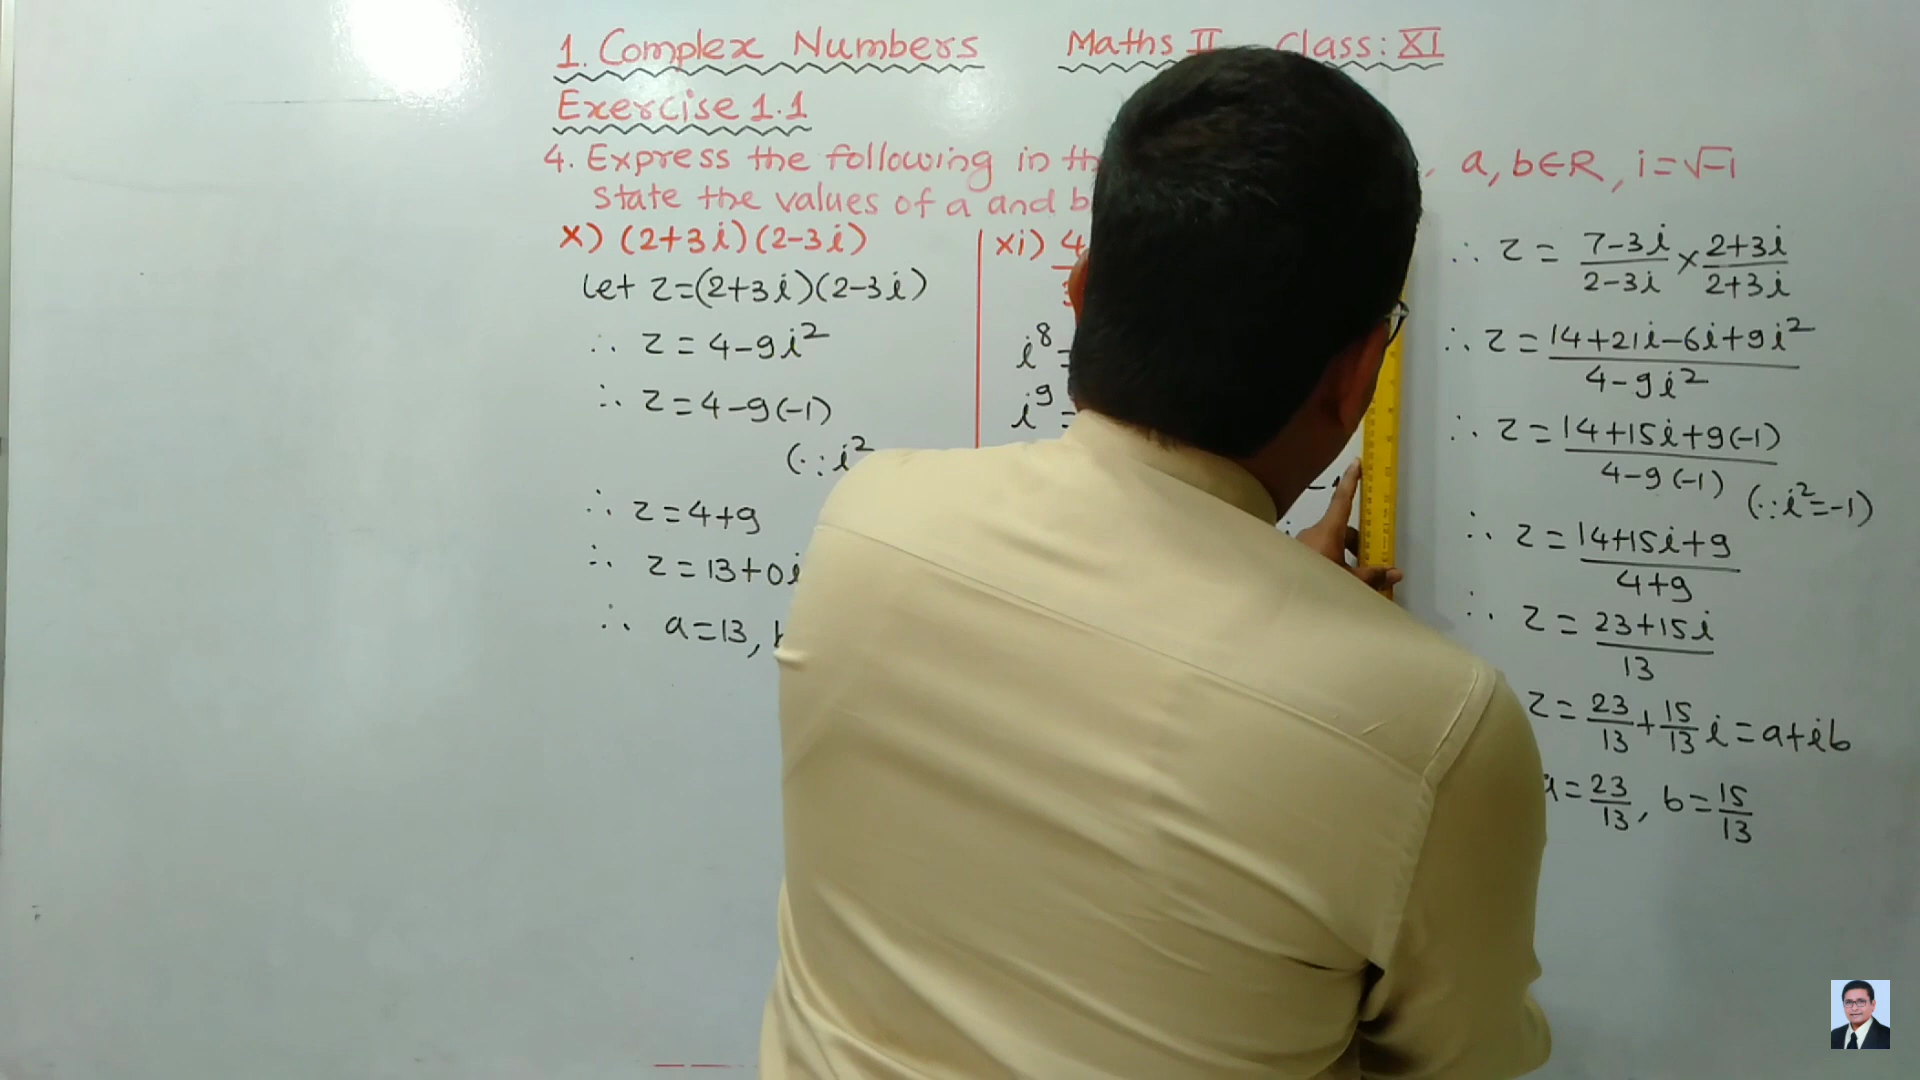 1. Complex Numbers Maths II Class: XI
Exercise 1.1
4. Express the following in a, b∈R, i=√-1
State the values of a and b
x) (2+3i)(2-3i)
Let z=(2+3i)(2-3i)
∴ z = 4-9i²
∴ z = 4-9(-1)
(∵ i²
∴ z = 4+9
∴ z = 13+0i
∴ a=13,
xi) 4
i⁸ =
i⁹ =
∴ z = 7-3i/2-3i × 2+3i/2+3i
∴ z = 14+21i-6i+9i²/4-9i²
∴ z = 14+15i+9(-1)/4-9(-1) (∵ i²=-1)
∴ z = 14+15i+9/4+9
∴ z = 23+15i/13
z = 23/13 + 15/13 i = a+ib
a = 23/13, b = 15/13